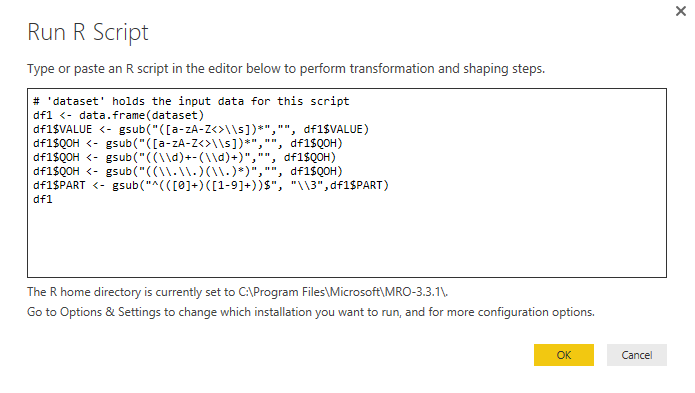 Run R Script
Type or paste an R script in the editor below to perform transformation and shaping steps.
# 'dataset' holds the input data for this script
df1 <- data.frame(dataset)
df1$VALUE <- gsub("([a-zA-Z<>\\s])*","", df1$VALUE)
df1$QOH <- gsub("([a-zA-Z<>\\s])*","", df1$QOH)
df1$QOH <- gsub("((\\d)+-(\\d)+)","", df1$QOH)
df1$QOH <- gsub("((\\.\\.)(\\.)*)","", df1$QOH)
df1$PART <- gsub("^(([0]+)([1-9]+))$", "\\3",df1$PART)
df1
The R home directory is currently set to C:\Program Files\Microsoft\MRO-3.3.1\.
Go to Options & Settings to change which installation you want to run, and for more configuration options.
OK
Cancel